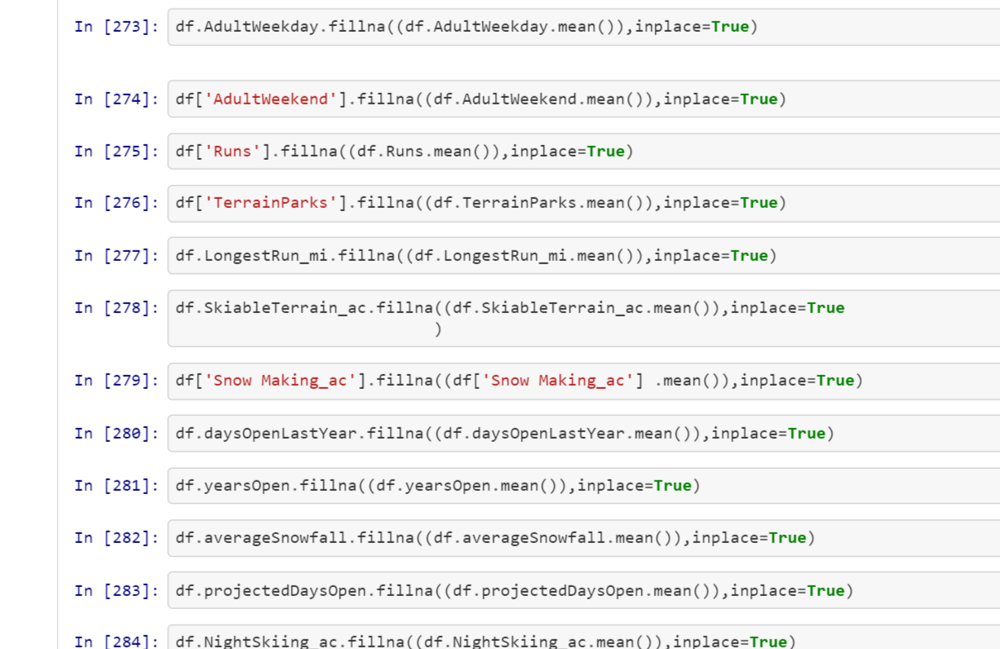 In [273]: df.AdultWeekday.fillna((df.AdultWeekday.mean()),inplace=True)
In [274]: df['AdultWeekend'].fillna((df.AdultWeekend.mean()),inplace=True)
In [275]: df['Runs'].fillna((df.Runs.mean()),inplace=True)
In [276]: df['TerrainParks'].fillna((df.TerrainParks.mean()),inplace=True)
In [277]: df.LongestRun_mi.fillna((df.LongestRun_mi.mean()),inplace=True)
In [278]: df.SkiableTerrain_ac.fillna((df.SkiableTerrain_ac.mean()),inplace=True
)
In [279]: df['Snow Making_ac'].fillna((df['Snow Making_ac'] .mean()),inplace=True)
In [280]: df.daysOpenLastYear.fillna((df.daysOpenLastYear.mean()),inplace=True)
In [281]: df.yearsOpen.fillna((df.yearsOpen.mean()),inplace=True)
In [282]: df.averageSnowfall.fillna((df.averageSnowfall.mean()),inplace=True)
In [283]: df.projectedDaysOpen.fillna((df.projectedDaysOpen.mean()),inplace=True)
In [284]: df.NightSkiing_ac.fillna((df.NightSkiing_ac.mean()),inplace=True)